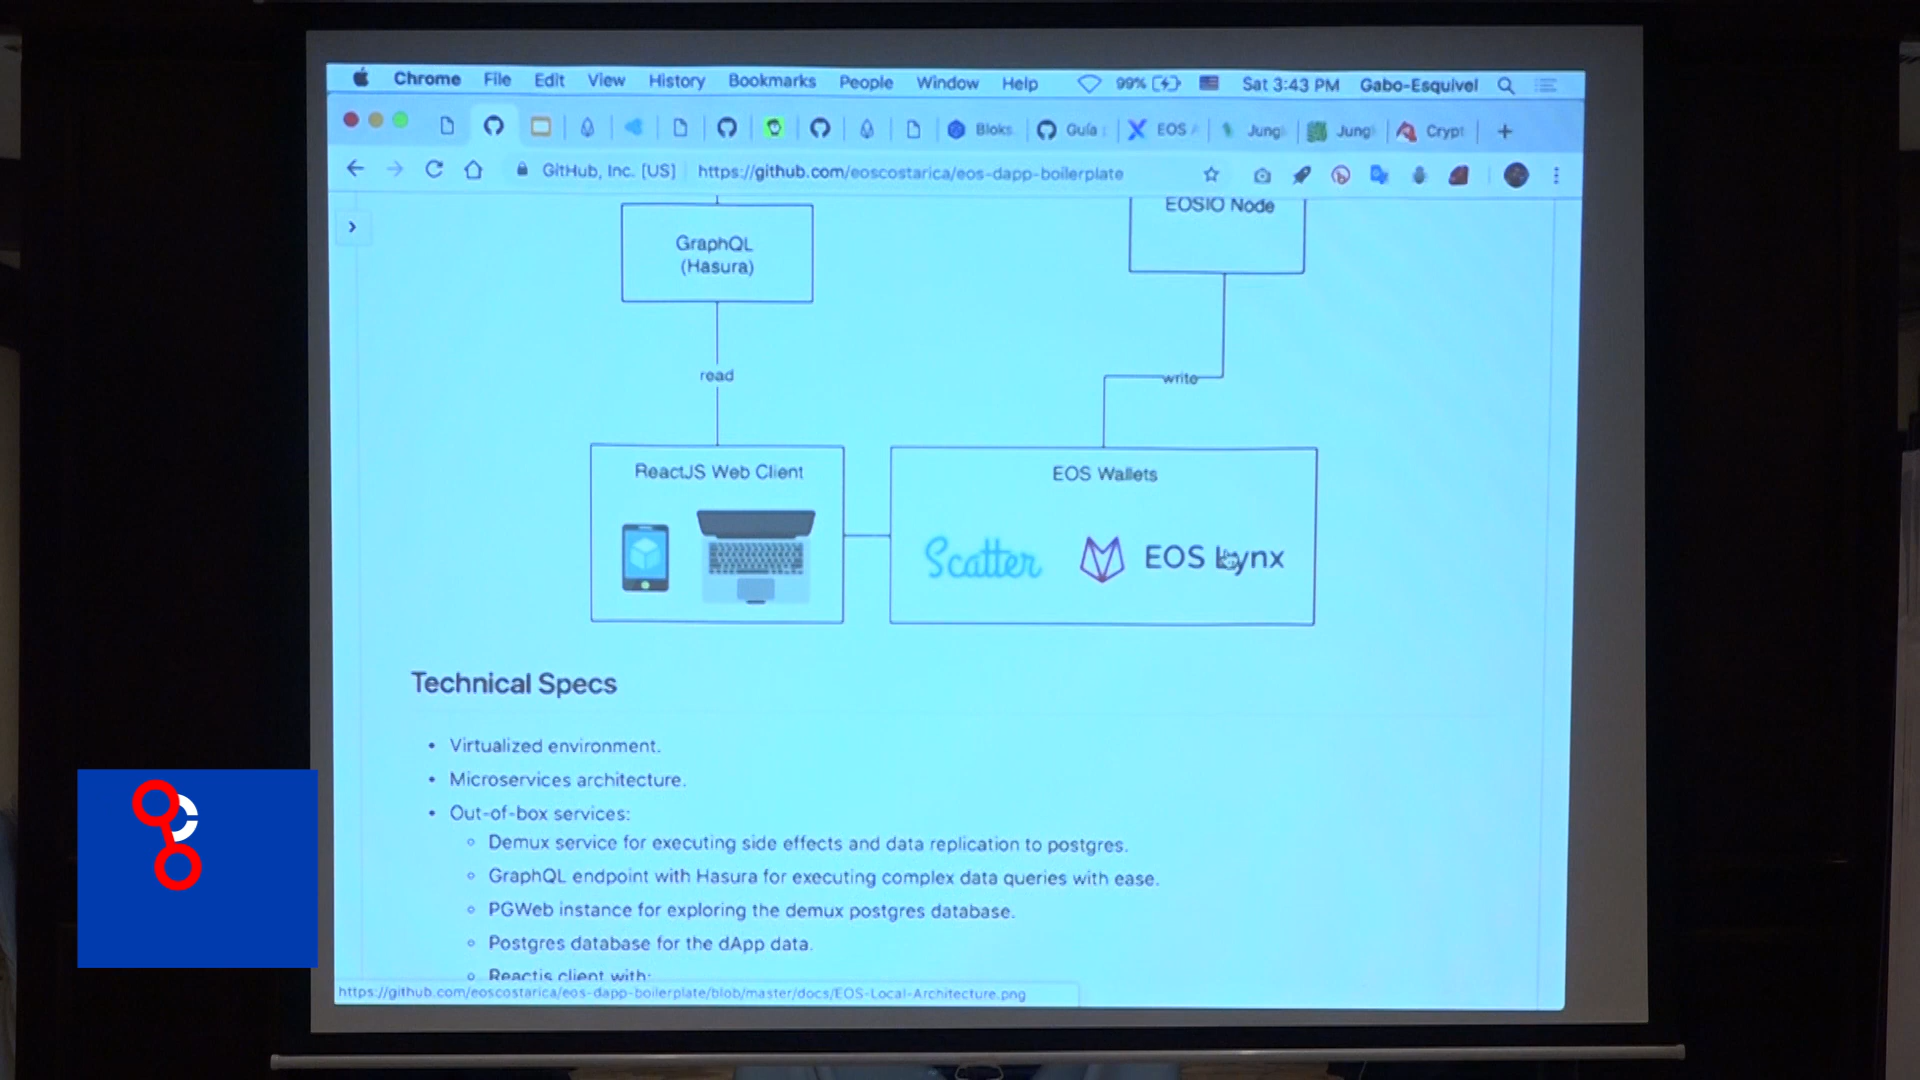 Chrome File Edit View History Bookmarks People Window Help 99% Sat 3:43 PM Gabo-Esquivel
Bloks Guía EOS Jung Jung Crypt
GitHub, Inc. [US] https://github.com/eoscostarica/eos-dapp-boilerplate
EOSIO Node
GraphQL
(Hasura)
read
write
ReactJS Web Client
EOS Wallets
Scatter
EOS Lynx
Technical Specs
• Virtualized environment.
• Microservices architecture.
• Out-of-box services:
◦ Demux service for executing side effects and data replication to postgres.
◦ GraphQL endpoint with Hasura for executing complex data queries with ease.
◦ PGWeb instance for exploring the demux postgres database.
◦ Postgres database for the dApp data.
◦ Reactjs client with:
https://github.com/eoscostarica/eos-dapp-boilerplate/blob/master/docs/EOS-Local-Architecture.png